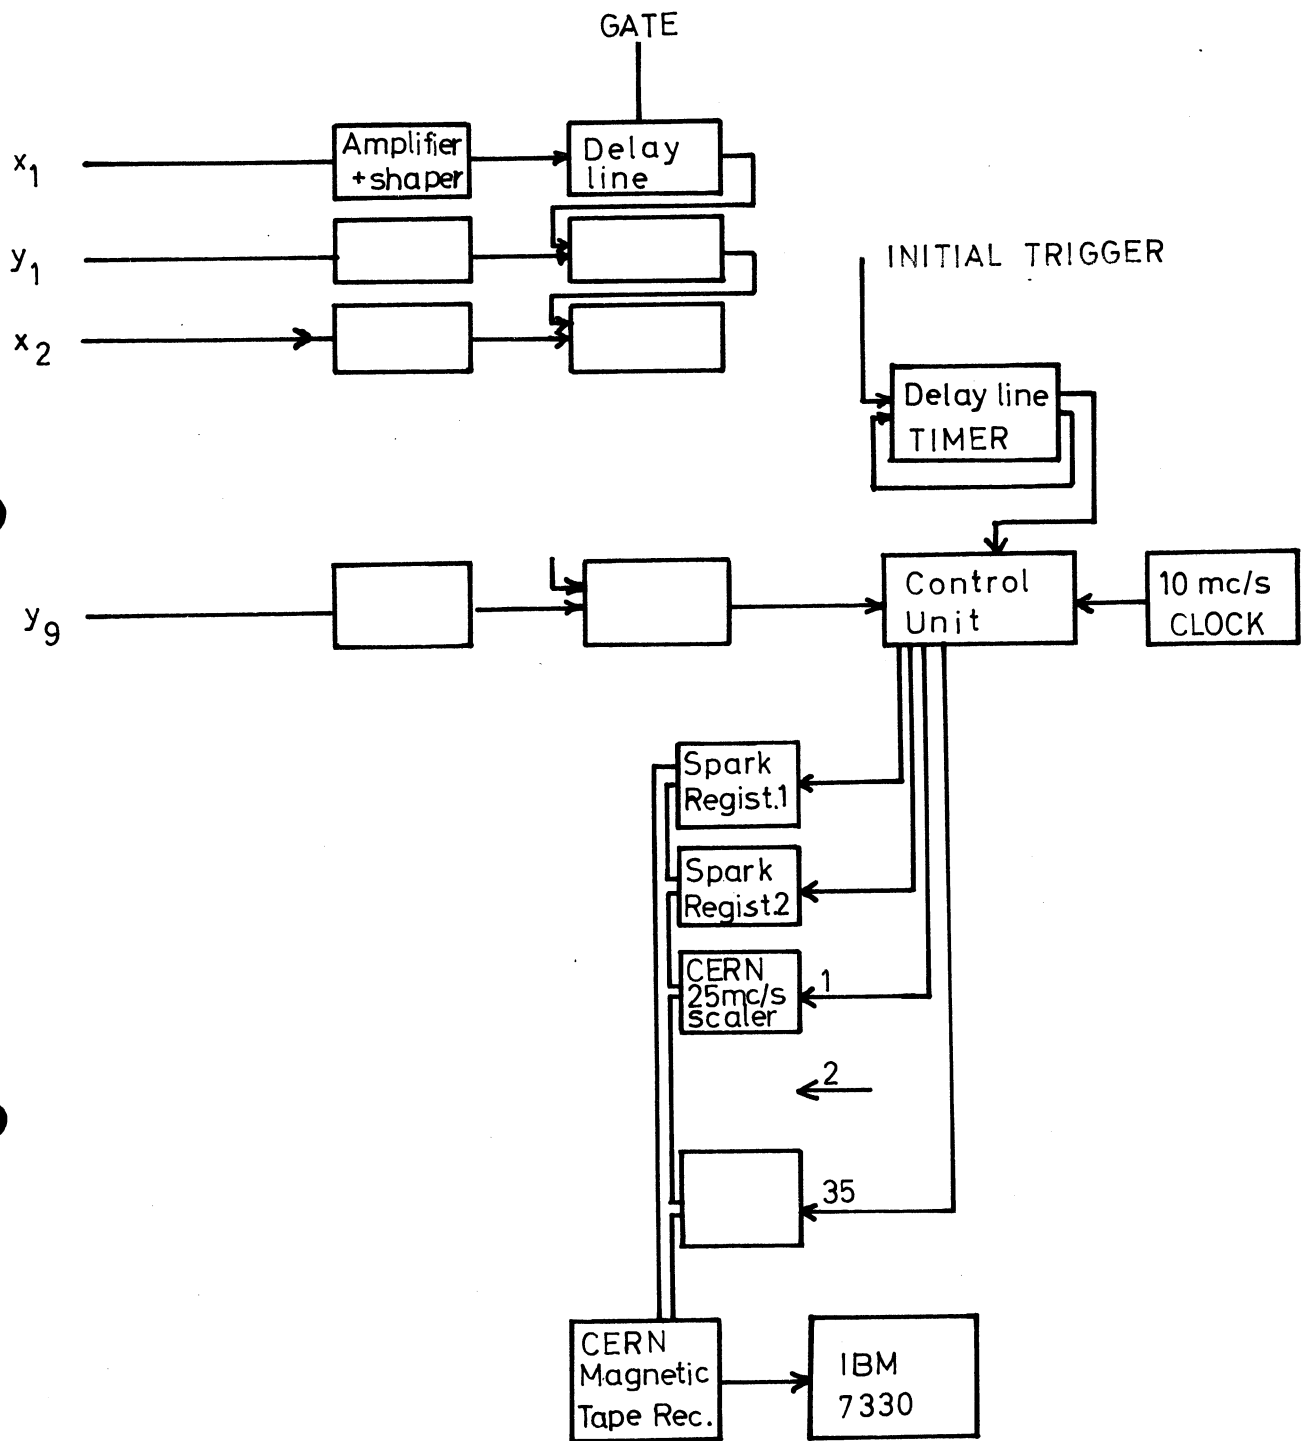 GATE
x1
Amplifier
+shaper
Delay
line
y1
x2
INITIAL TRIGGER
Delay line
TIMER
y9
Control
Unit
10 mc/s
CLOCK
Spark
Regist.1
Spark
Regist.2
CERN
25mc/s
scaler
1
2
35
CERN
Magnetic
Tape Rec.
IBM
7330